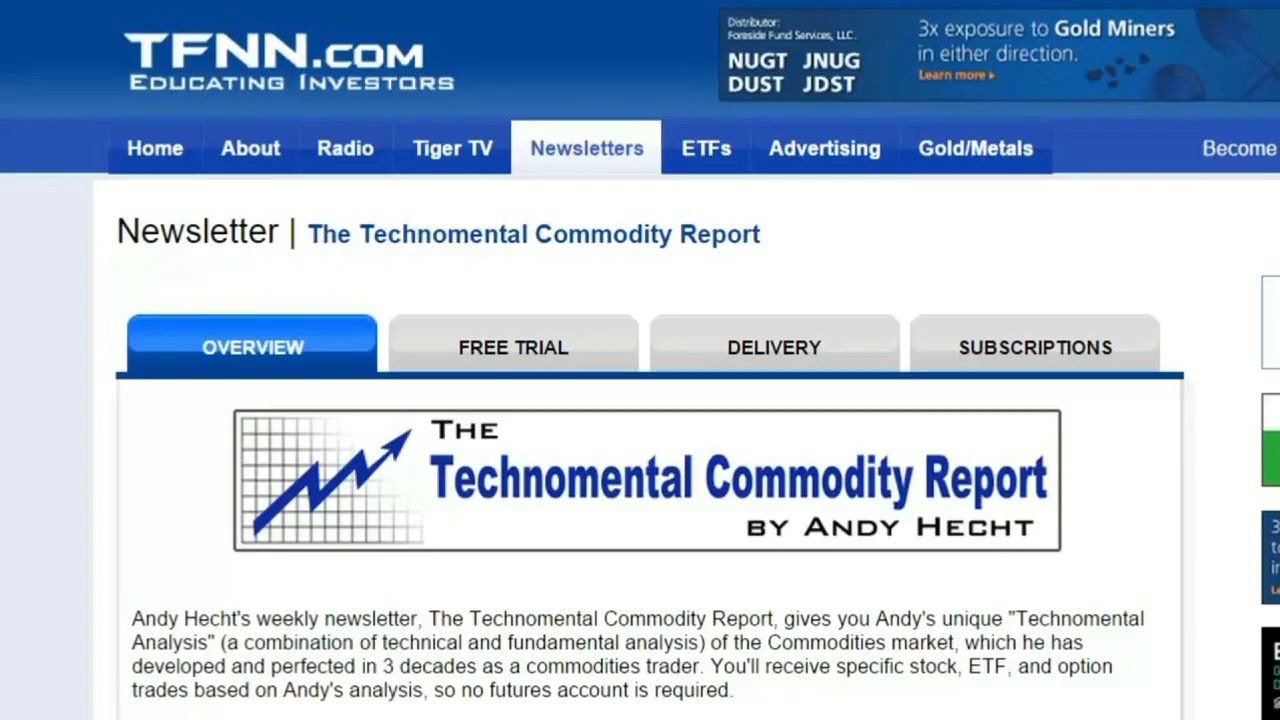 TFNN.COM
EDUCATING INVESTORS
Distributor:
Foreside Fund Services, LLC.
NUGT JNUG
DUST JDST
3x exposure to Gold Miners
in either direction.
Learn more
Home About Radio Tiger TV Newsletters ETFs Advertising Gold/Metals Become
Newsletter | The Technomental Commodity Report
OVERVIEW FREE TRIAL DELIVERY SUBSCRIPTIONS
THE
Technomental Commodity Report
BY ANDY HECHT
Andy Hecht's weekly newsletter, The Technomental Commodity Report, gives you Andy's unique "Technomental
Analysis" (a combination of technical and fundamental analysis) of the Commodities market, which he has
developed and perfected in 3 decades as a commodities trader. You'll receive specific stock, ETF, and option
trades based on Andy's analysis, so no futures account is required.